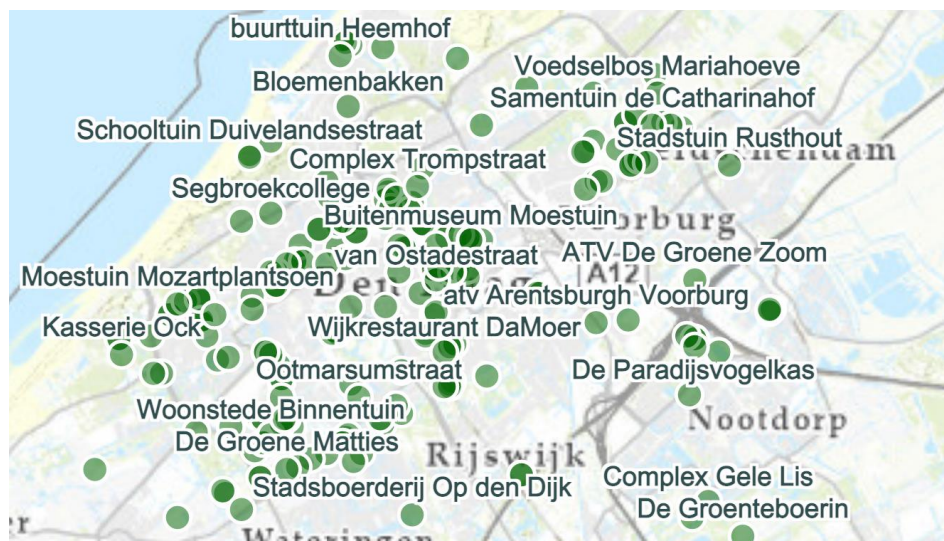 buurttuin Heemhof
Voedselbos Mariahoeve
Bloemenbakken
Samentuin de Catharinahof
Schooltuin Duivelandsestraat
Stadstuin Rusthout
Complex Trompstraat
Segbroekcollege
Buitenmuseum Moestuin
van Ostadestraat
ATV De Groene Zoom
A12
Moestuin Mozartplantsoen
atv Arentsburgh Voorburg
Kasserie Ock
Wijkrestaurant DaMoer
Ootmarsumstraat
De Paradijsvogelkas
Woonstede Binnentuin
Nootdorp
De Groene Matties
Rijswijk
Complex Gele Lis
Stadsboerderij Op den Dijk
De Groenteboerin
Wateringen